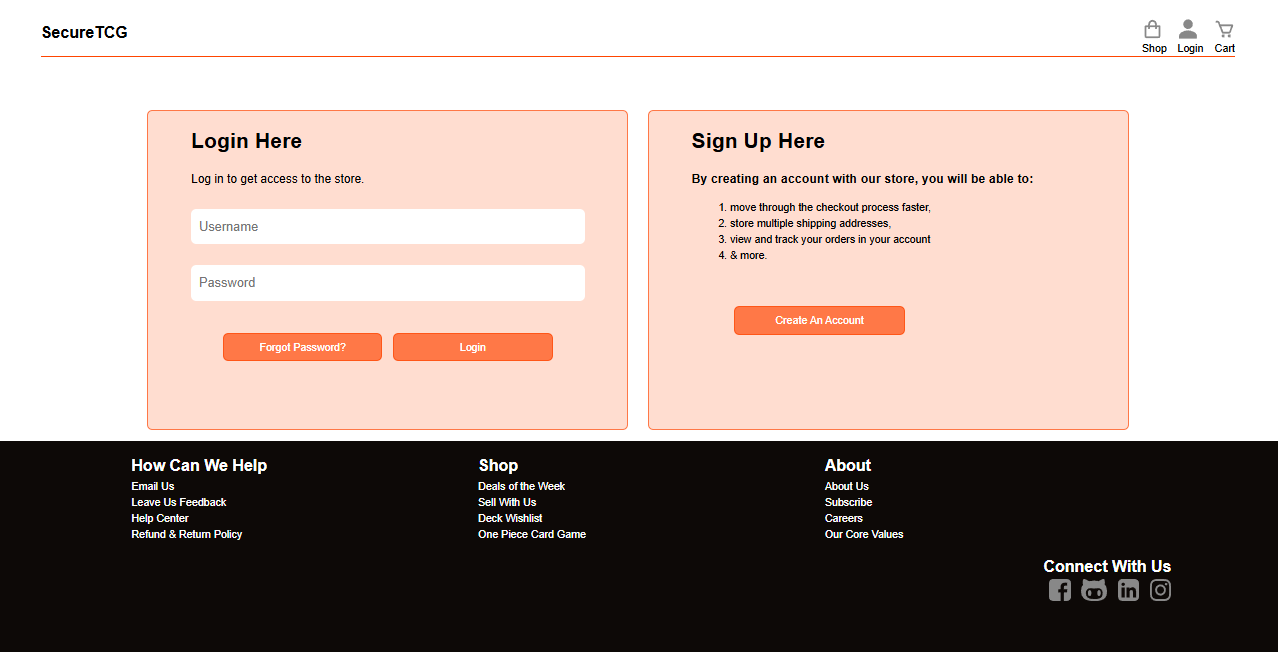 SecureTCG
Shop Login Cart
Login Here
Log in to get access to the store.
Username
Password
Forgot Password?
Login
Sign Up Here
By creating an account with our store, you will be able to:
1. move through the checkout process faster,
2. store multiple shipping addresses,
3. view and track your orders in your account
4. & more.
Create An Account
How Can We Help
Email Us
Leave Us Feedback
Help Center
Refund & Return Policy
Shop
Deals of the Week
Sell With Us
Deck Wishlist
One Piece Card Game
About
About Us
Subscribe
Careers
Our Core Values
Connect With Us